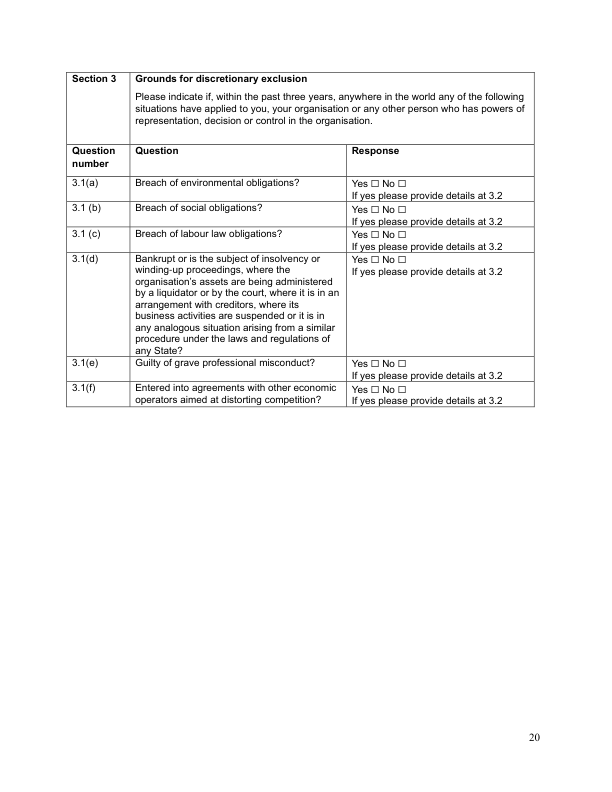 Section 3
Grounds for discretionary exclusion
Please indicate if, within the past three years, anywhere in the world any of the following
situations have applied to you, your organisation or any other person who has powers of
representation, decision or control in the organisation.
Question
number
Question
Response
3.1(a)
Breach of environmental obligations?
Yes ☐ No ☐
If yes please provide details at 3.2
3.1 (b)
Breach of social obligations?
Yes ☐ No ☐
If yes please provide details at 3.2
3.1 (c)
Breach of labour law obligations?
Yes ☐ No ☐
If yes please provide details at 3.2
3.1(d)
Bankrupt or is the subject of insolvency or
winding-up proceedings, where the
organisation’s assets are being administered
by a liquidator or by the court, where it is in an
arrangement with creditors, where its
business activities are suspended or it is in
any analogous situation arising from a similar
procedure under the laws and regulations of
any State?
Yes ☐ No ☐
If yes please provide details at 3.2
3.1(e)
Guilty of grave professional misconduct?
Yes ☐ No ☐
If yes please provide details at 3.2
3.1(f)
Entered into agreements with other economic
operators aimed at distorting competition?
Yes ☐ No ☐
If yes please provide details at 3.2
20